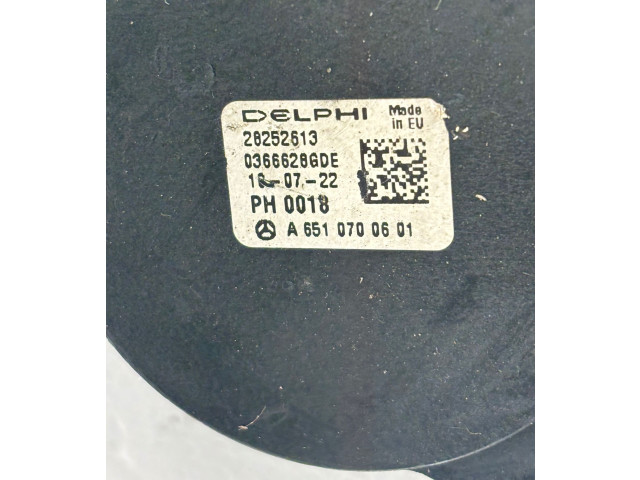 DELPHI Made in EU
28252613
0366628GDE
PH 0018
A 651 070 06 01